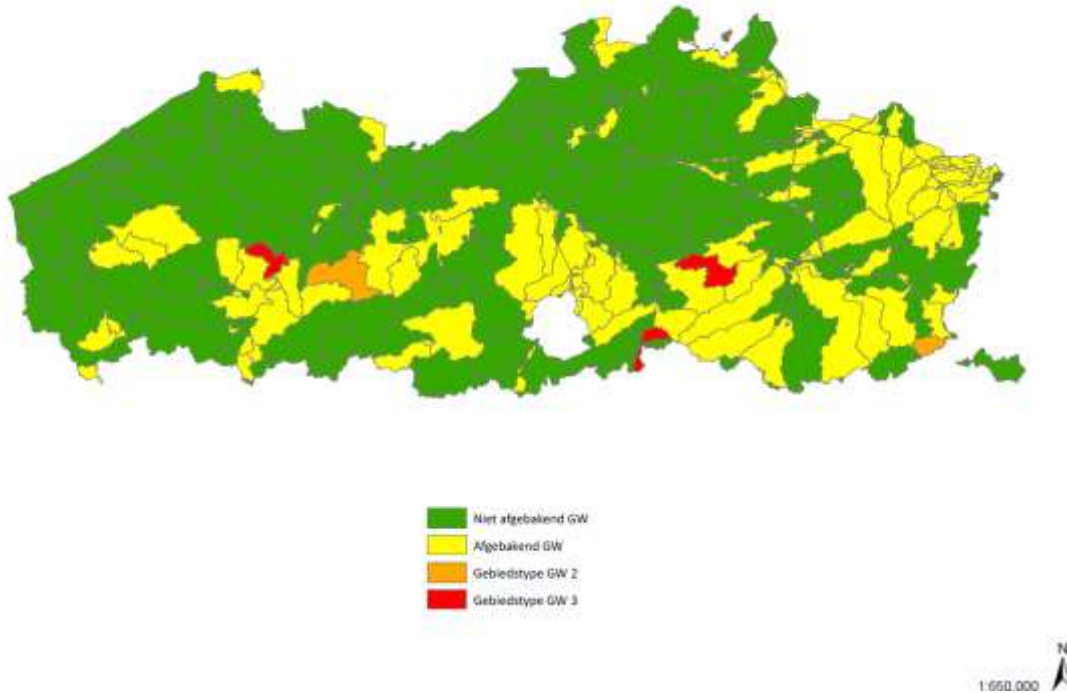 Niet afgebakend GW
Afgebakend GW
Gebiedstype GW 2
Gebiedstype GW 3
N
1:650.000